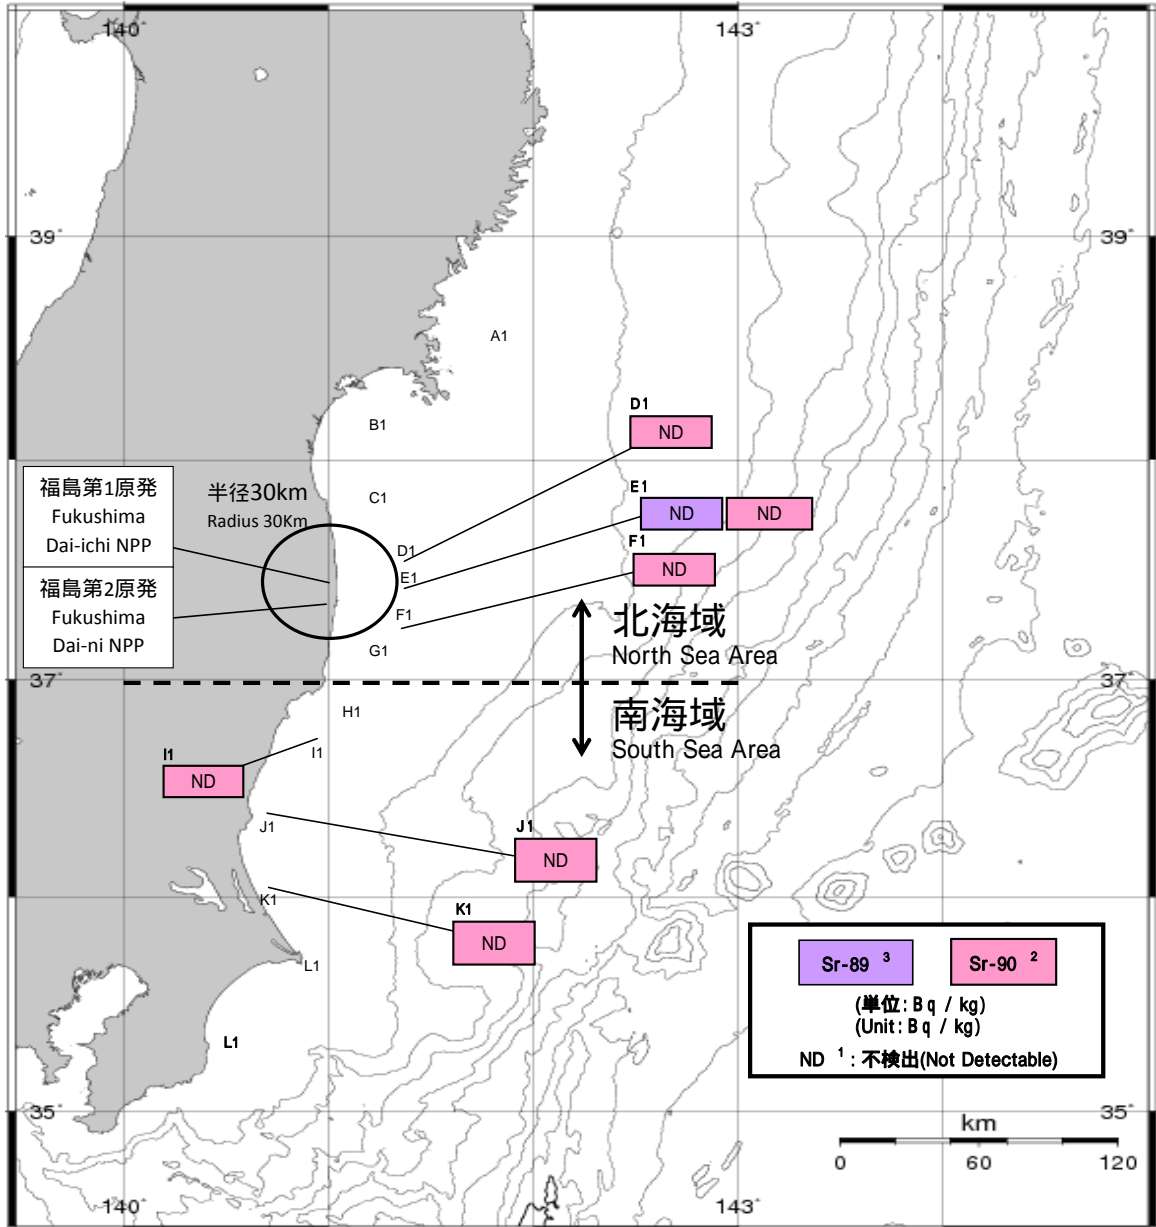 140°
143°
39°
39°
A1
D1
ND
B1
E1
ND
ND
C1
半径30km
Radius 30Km
福島第1原発
Fukushima
Dai-ichi NPP
福島第2原発
Fukushima
Dai-ni NPP
D1
E1
F1
G1
F1
ND
北海域
North Sea Area
37°
37°
南海域
South Sea Area
H1
I1
I1
ND
J1
J1
ND
K1
K1
ND
L1
L1
Sr-89 3
Sr-90 2
(単位: Bq / kg)
(Unit: Bq / kg)
ND 1 : 不検出(Not Detectable)
35°
35°
km
0
60
120
140°
143°